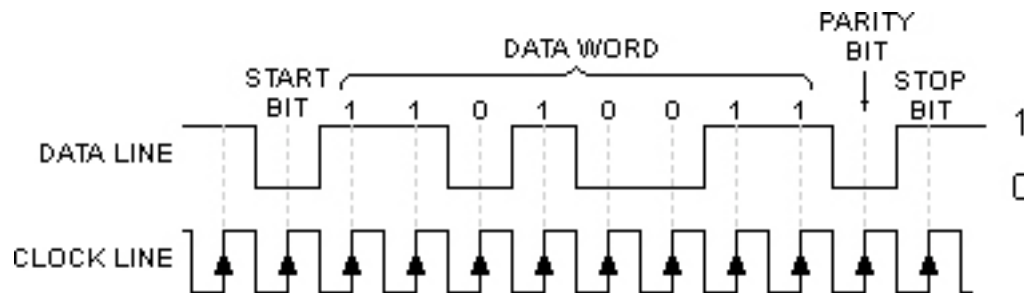 PARITY
BIT
DATA WORD
START
BIT
STOP
BIT
1 1 0 1 0 0 1 1
1
DATA LINE
0
CLOCK LINE